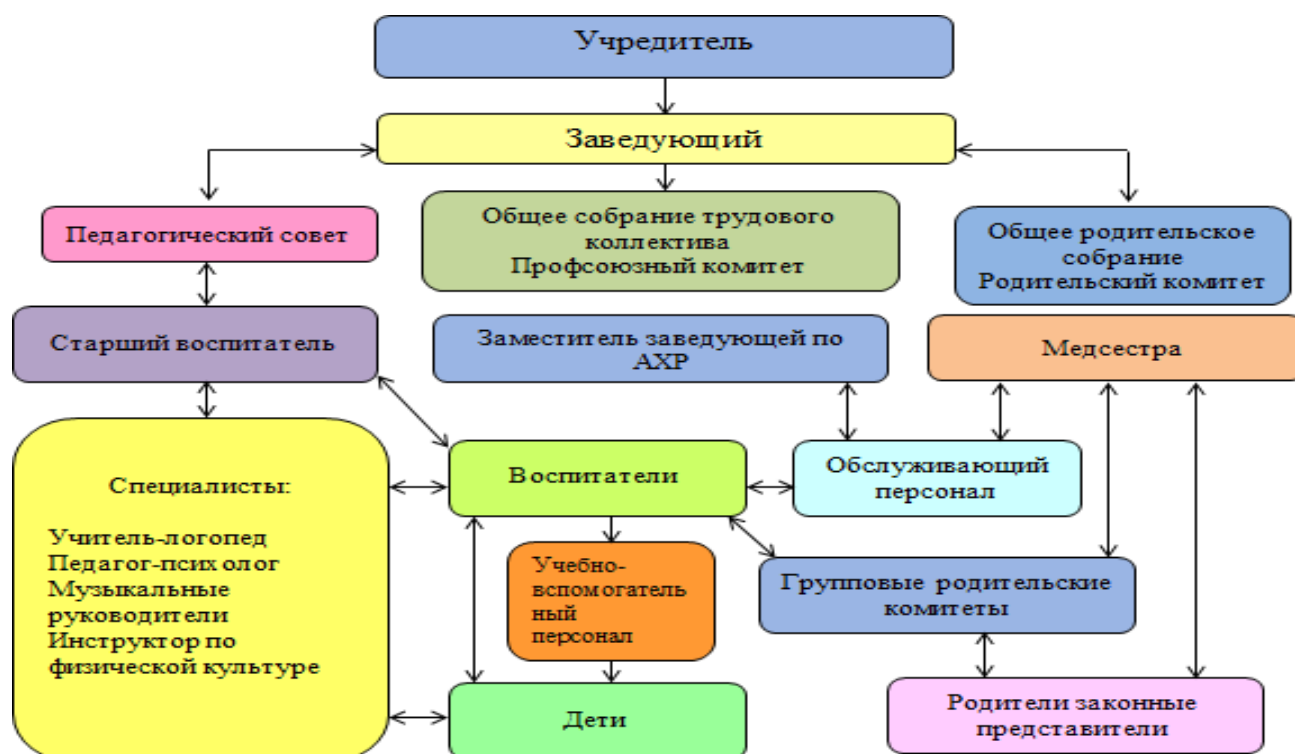 Учредитель
Заведующий
Педагогический совет
Общее собрание трудового
коллектива
Профсоюзный комитет
Общее родительское
собрание
Родительский комитет
Старший воспитатель
Заместитель заведующей по
АХР
Медсестра
Специалисты:
Учитель-логопед
Педагог-психолог
Музыкальные
руководители
Инструктор по
физической культуре
Воспитатели
Обслуживающий
персонал
Учебно-
вспомогатель
ный
персонал
Групповые родительские
комитеты
Дети
Родители законные
представители